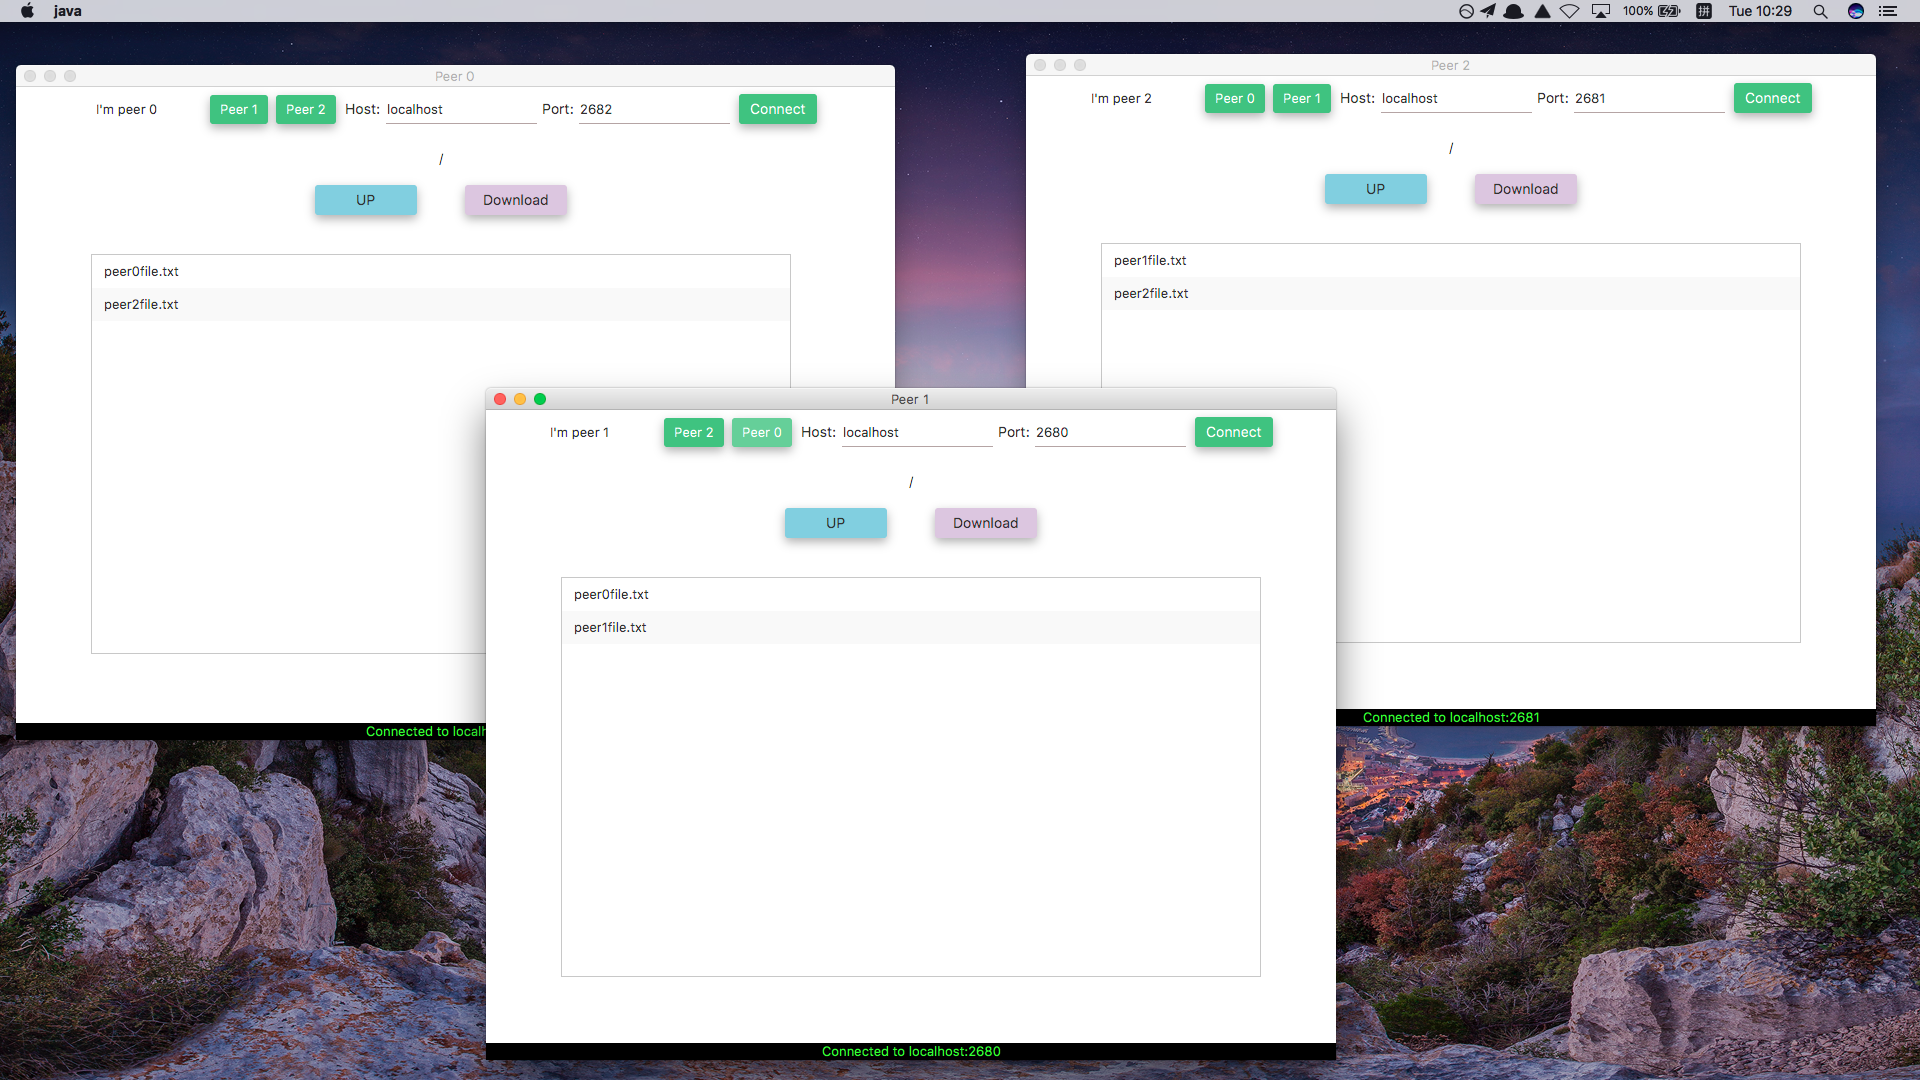 java
100%
拼
Tue 10:29
Peer 0
I'm peer 0
Peer 1
Peer 2
Host: localhost
Port: 2682
Connect
/
UP
Download
peer0file.txt
peer2file.txt
Connected to localh
Peer 2
I'm peer 2
Peer 0
Peer 1
Host: localhost
Port: 2681
Connect
/
UP
Download
peer1file.txt
peer2file.txt
Connected to localhost:2681
Peer 1
I'm peer 1
Peer 2
Peer 0
Host: localhost
Port: 2680
Connect
/
UP
Download
peer0file.txt
peer1file.txt
Connected to localhost:2680